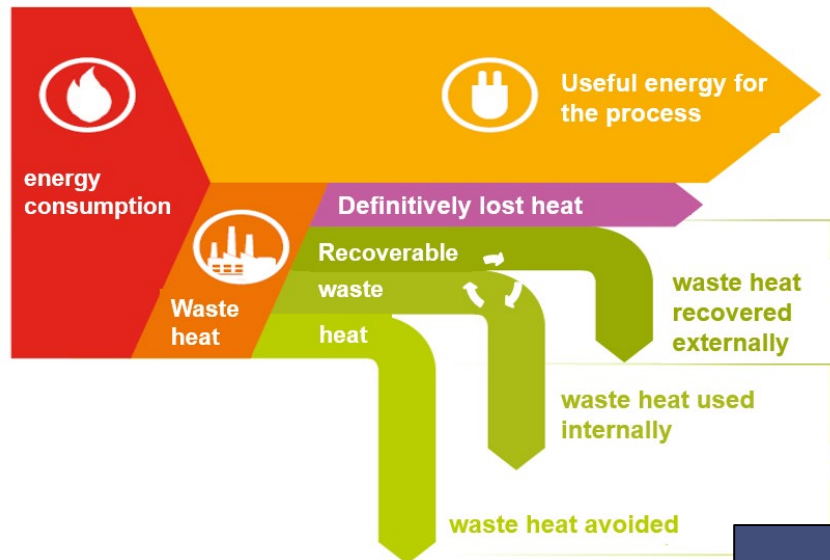 Useful energy for
the process
energy
consumption
Definitively lost heat
Waste
heat
Recoverable
waste
heat
waste heat
recovered
externally
waste heat used
internally
waste heat avoided